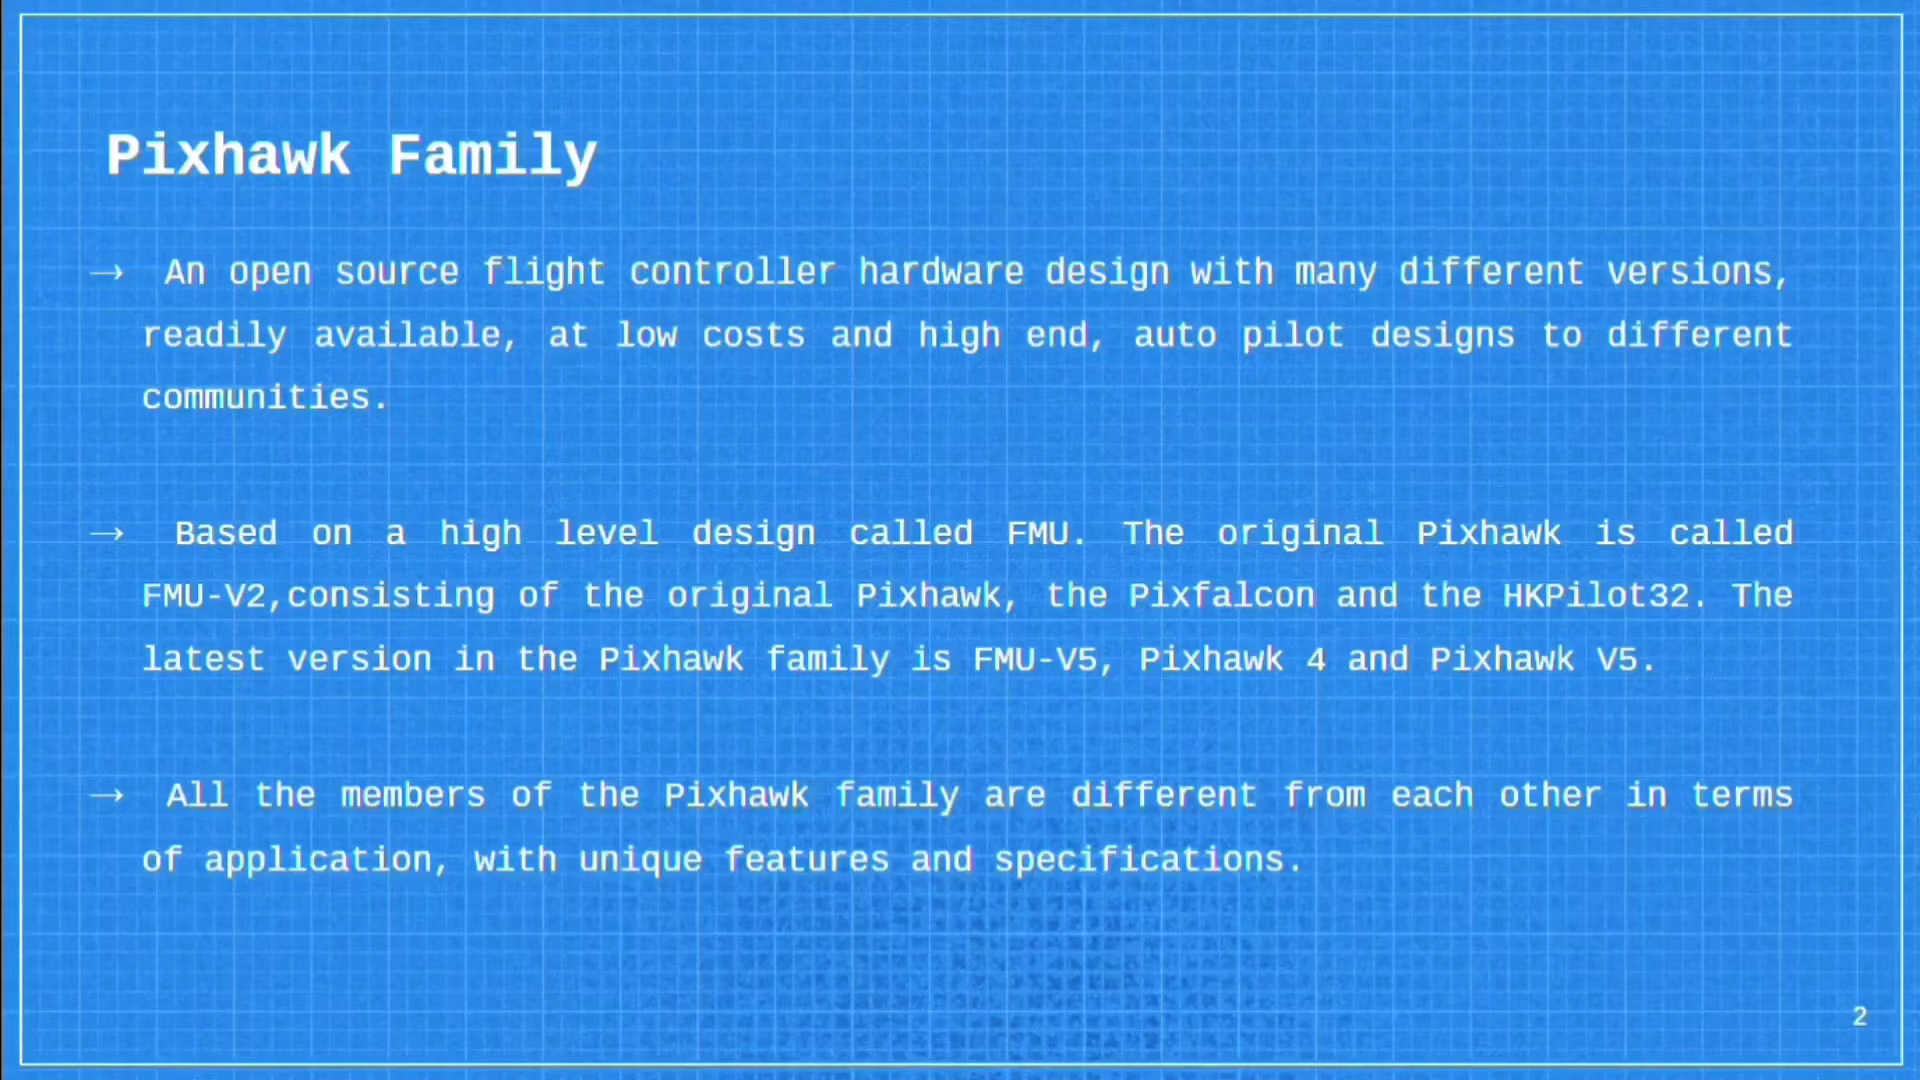 Pixhawk Family
→ An open source flight controller hardware design with many different versions,
readily available, at low costs and high end, auto pilot designs to different
communities.
→ Based on a high level design called FMU. The original Pixhawk is called
FMU-V2,consisting of the original Pixhawk, the Pixfalcon and the HKPilot32. The
latest version in the Pixhawk family is FMU-V5, Pixhawk 4 and Pixhawk V5.
→ All the members of the Pixhawk family are different from each other in terms
of application, with unique features and specifications.
2